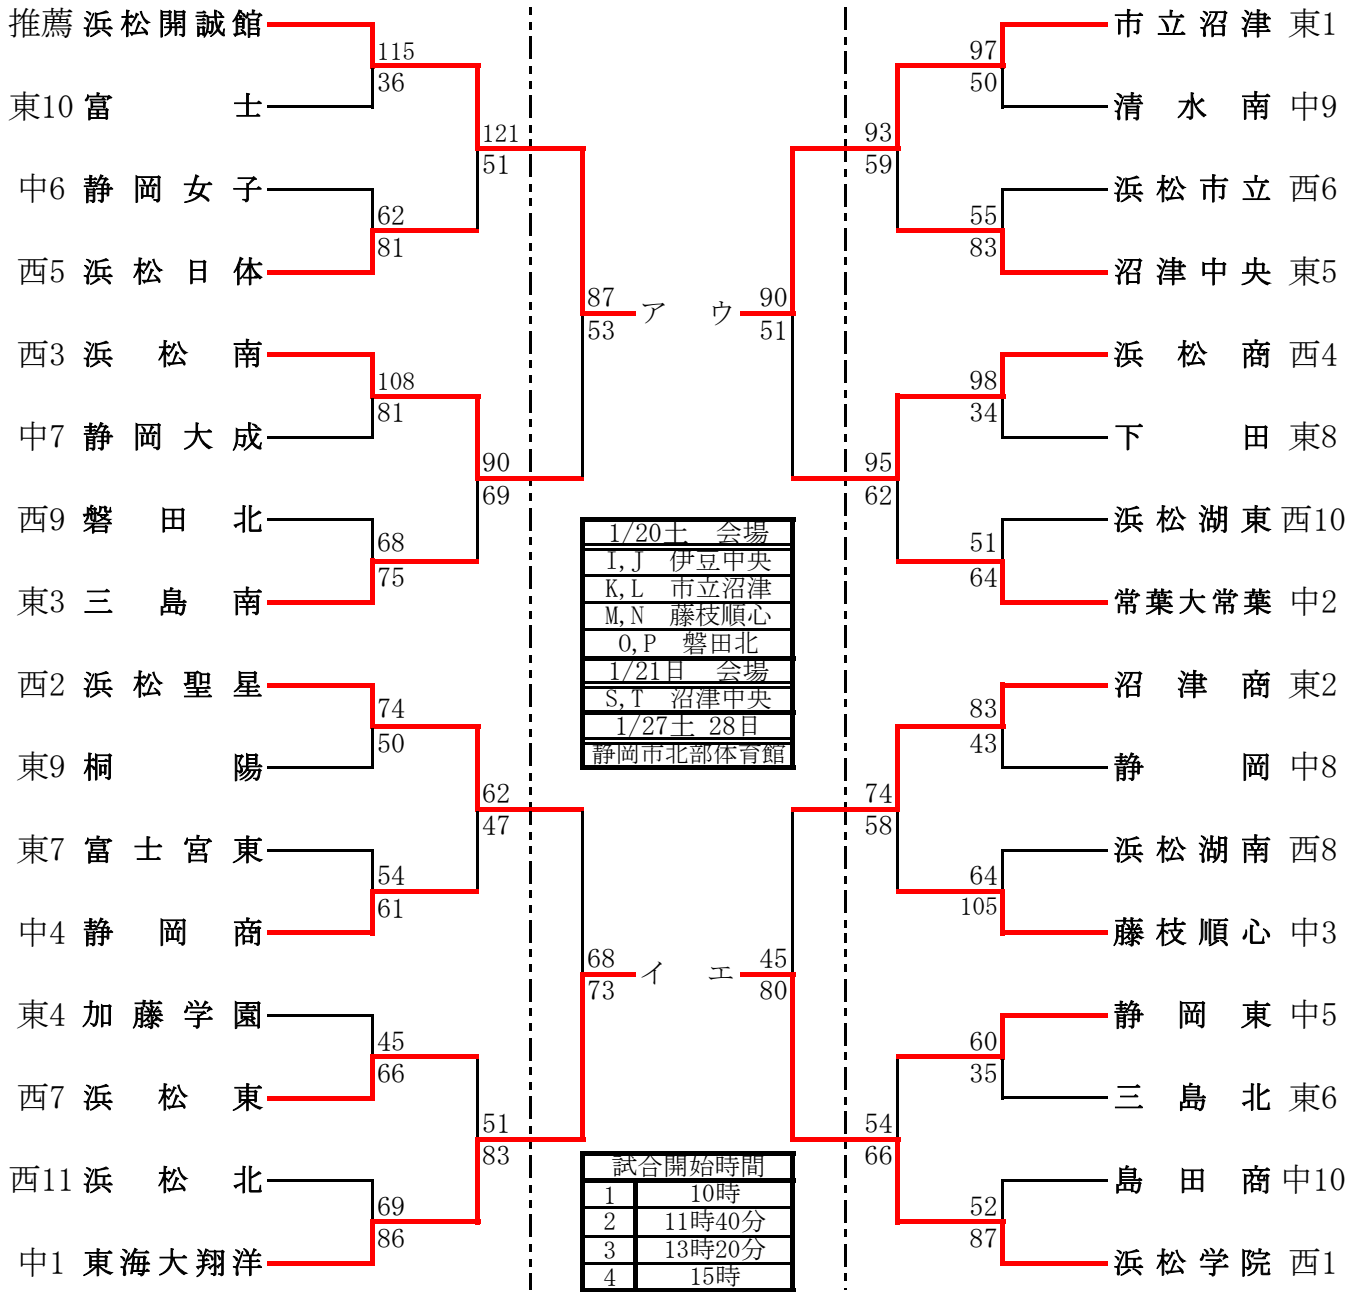 推薦 浜松開誠館
115
36
東10 富士
121
51
中6 静岡女子
62
81
西5 浜松日体
87
53
ア
西3 浜松南
108
81
中7 静岡大成
90
69
西9 磐田北
68
75
東3 三島南
西2 浜松聖星
74
50
東9 桐陽
62
47
東7 富士宮東
54
61
中4 静岡商
68
73
イ
東4 加藤学園
45
66
西7 浜松東
51
83
西11 浜松北
69
86
中1 東海大翔洋
1/20土 会場
I,J 伊豆中央
K,L 市立沼津
M,N 藤枝順心
O,P 磐田北
1/21日 会場
S,T 沼津中央
1/27土 28日
静岡市北部体育館
試合開始時間
1 10時
2 11時40分
3 13時20分
4 15時
市立沼津 東1
97
50
清水南 中9
93
59
浜松市立 西6
55
83
沼津中央 東5
ウ
90
51
浜松商 西4
98
34
下田 東8
95
62
浜松湖東 西10
51
64
常葉大常葉 中2
沼津商 東2
83
43
静岡 中8
74
58
浜松湖南 西8
64
105
藤枝順心 中3
エ
45
80
静岡東 中5
60
35
三島北 東6
54
66
島田商 中10
52
87
浜松学院 西1